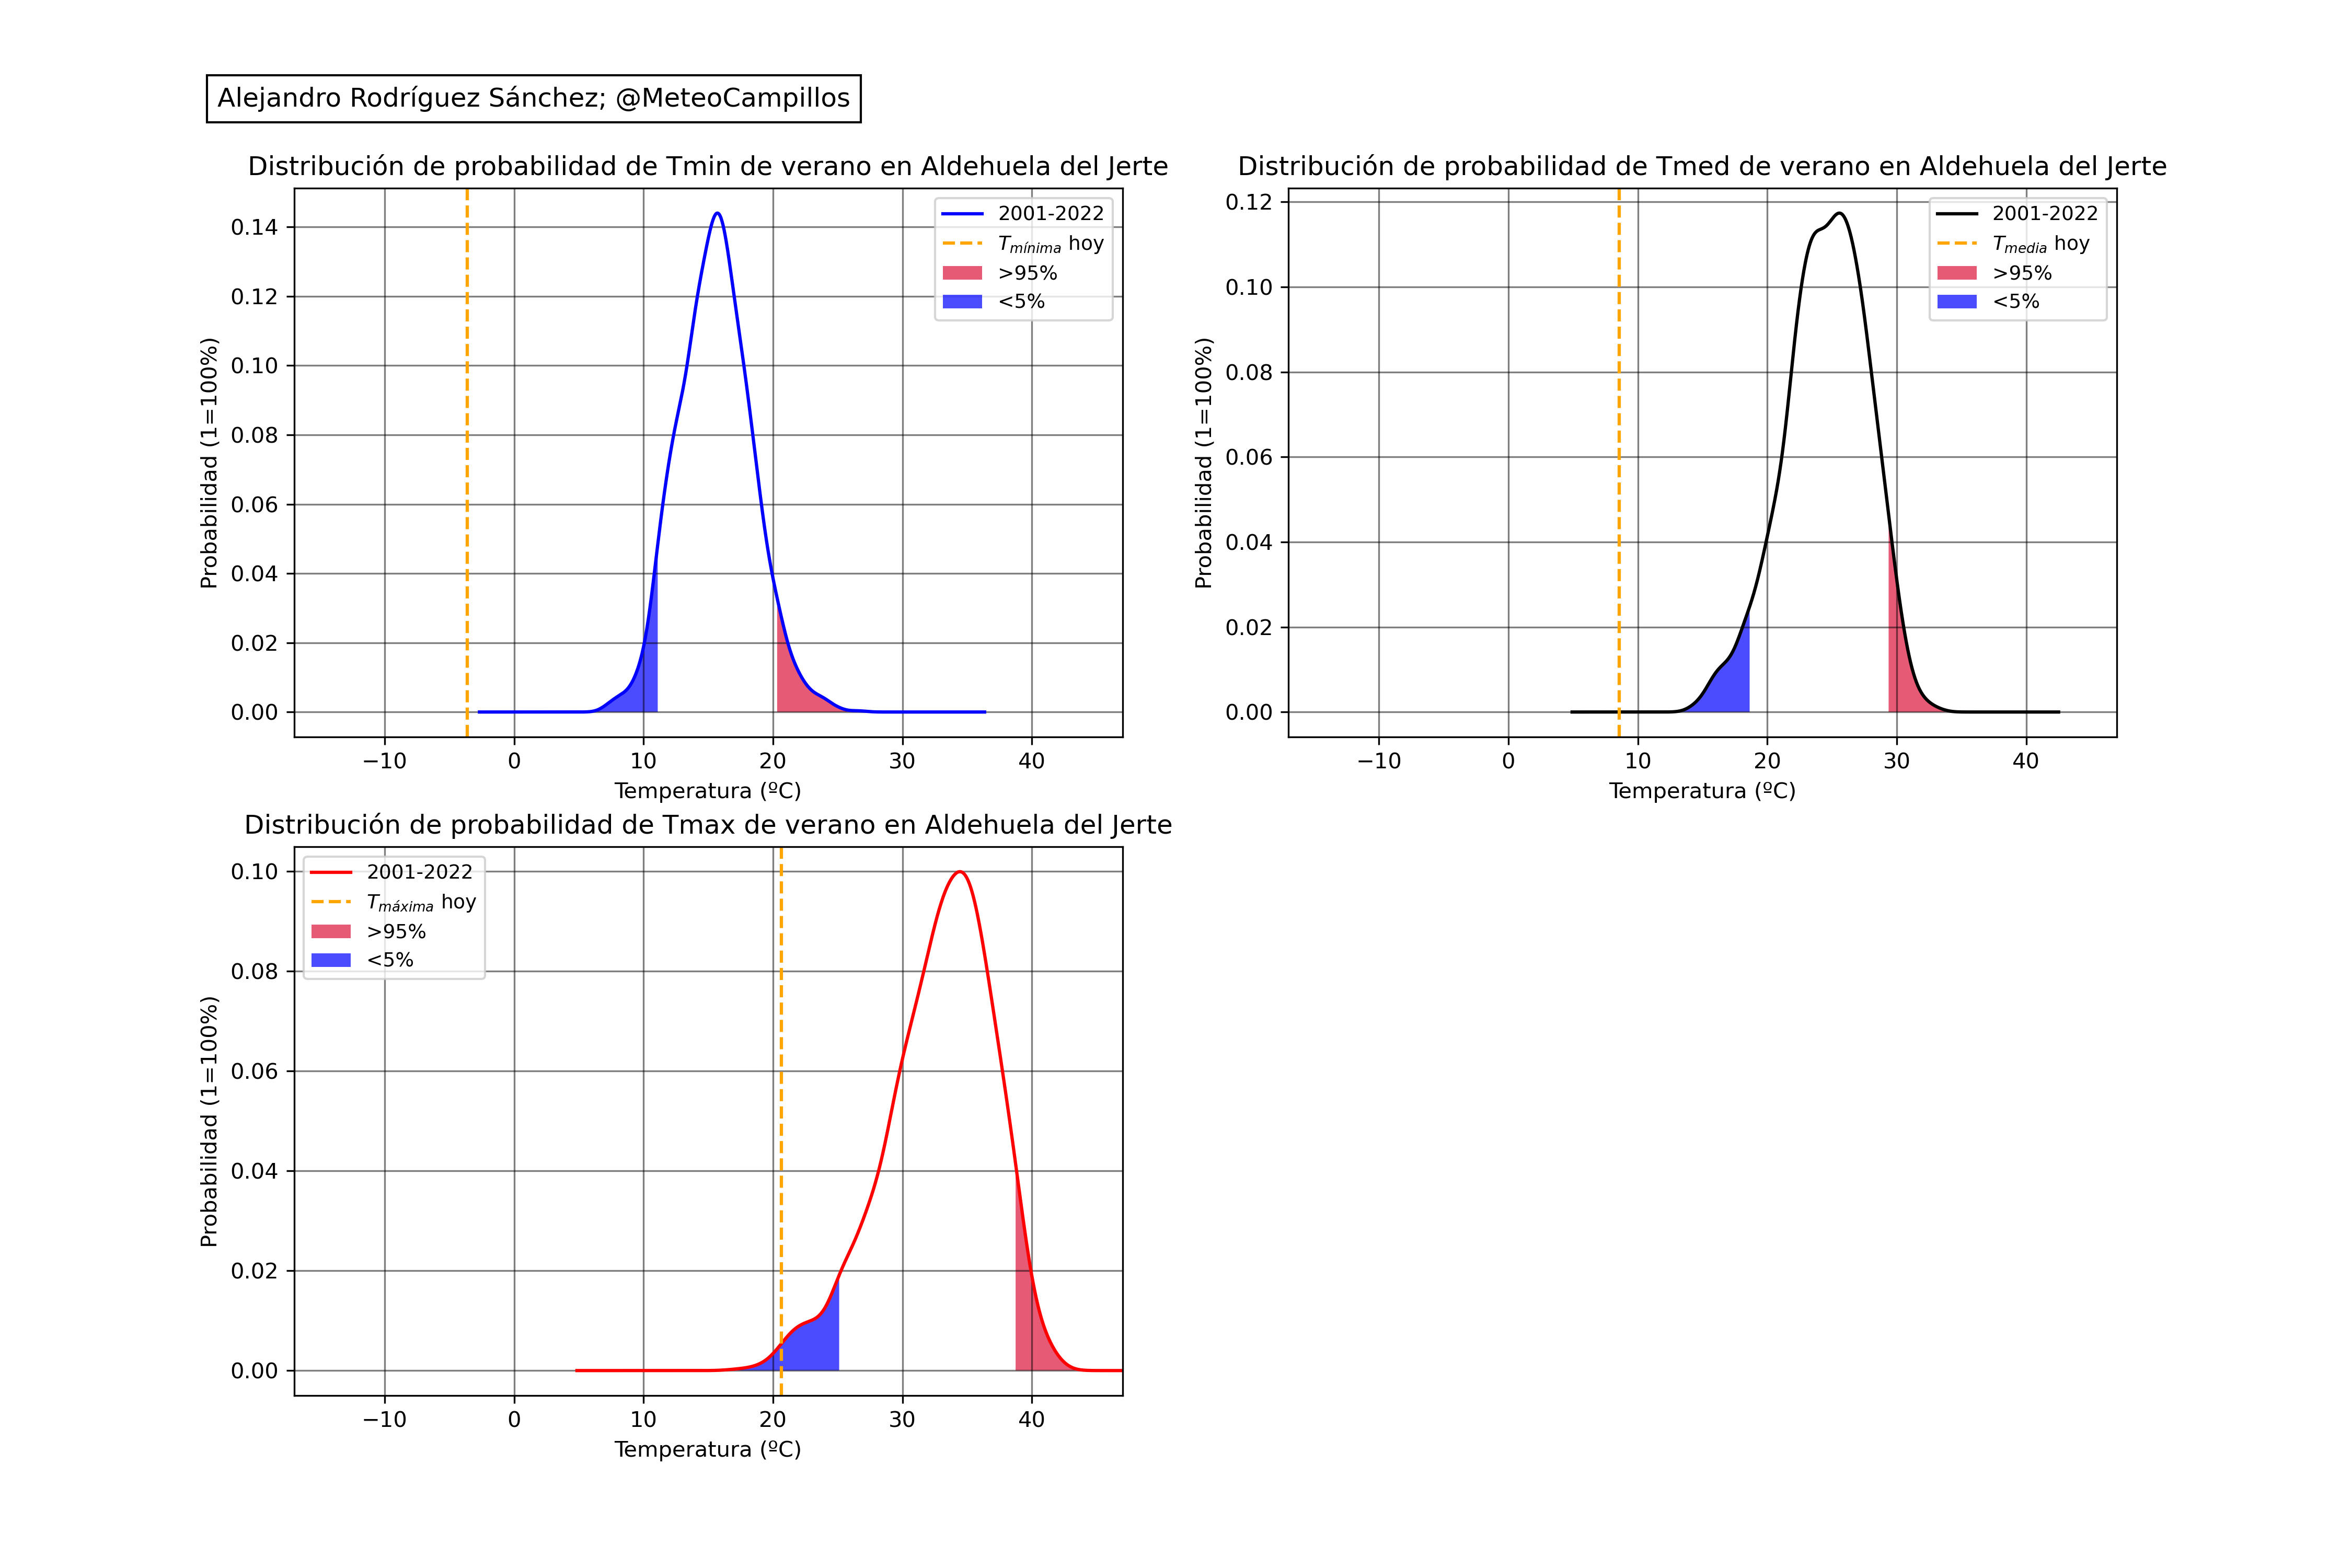 Alejandro Rodríguez Sánchez; @MeteoCampillos
Distribución de probabilidad de Tmin de verano en Aldehuela del Jerte
0.14
0.12
0.10
0.08
0.06
0.04
0.02
0.00
Probabilidad (1=100%)
2001-2022
Tmínima hoy
>95%
<5%
−10 0 10 20 30 40
Temperatura (ºC)
Distribución de probabilidad de Tmed de verano en Aldehuela del Jerte
0.12
0.10
0.08
0.06
0.04
0.02
0.00
Probabilidad (1=100%)
2001-2022
Tmedia hoy
>95%
<5%
−10 0 10 20 30 40
Temperatura (ºC)
Distribución de probabilidad de Tmax de verano en Aldehuela del Jerte
0.10
0.08
0.06
0.04
0.02
0.00
Probabilidad (1=100%)
2001-2022
Tmáxima hoy
>95%
<5%
−10 0 10 20 30 40
Temperatura (ºC)